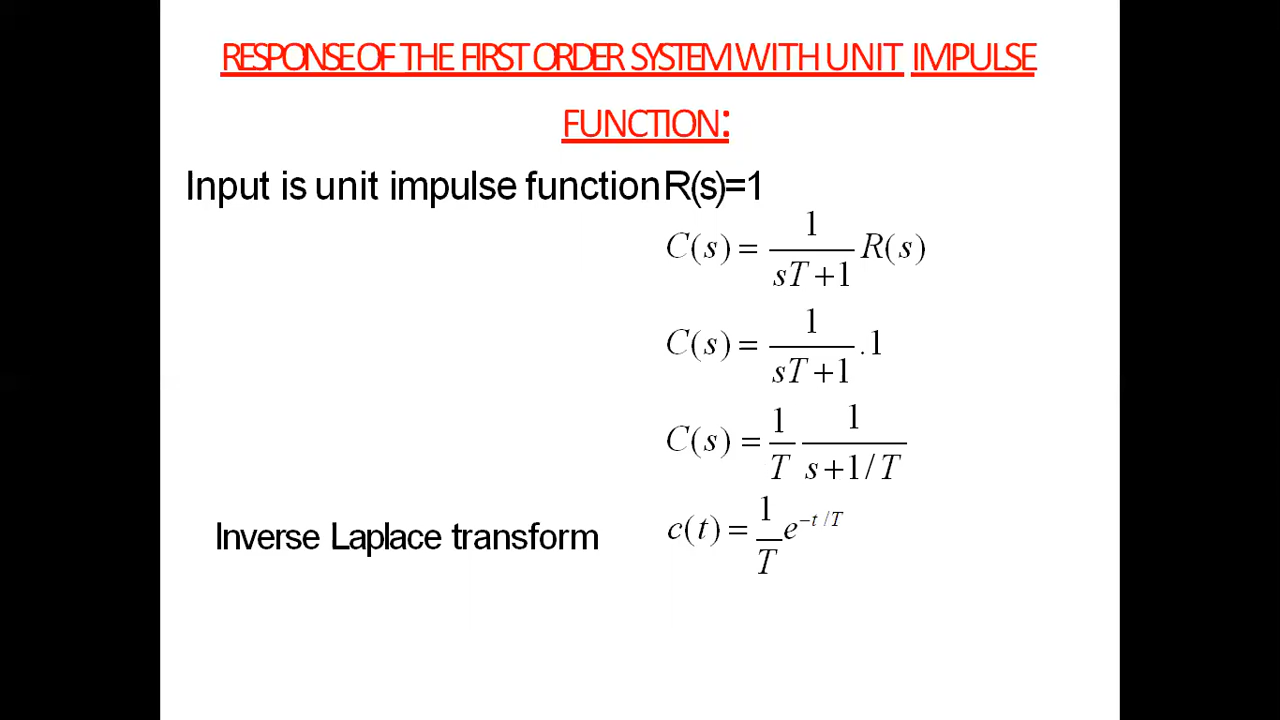 RESPONSE OF THE FIRST ORDER SYSTEM WITH UNIT IMPULSE
FUNCTION:
Input is unit impulse function R(s)=1
C(s) = 1/(sT+1) R(s)
C(s) = 1/(sT+1) .1
C(s) = 1/T 1/(s+1/T)
Inverse Laplace transform c(t) = 1/T e^(-t/T)